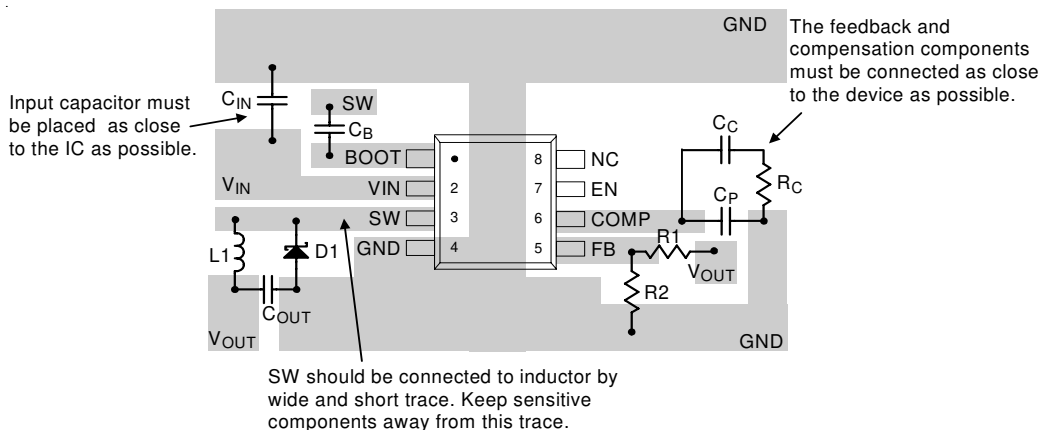 GND
The feedback and
compensation components
must be connected as close
to the device as possible.
Input capacitor must
be placed as close
to the IC as possible.
CIN
SW
CB
BOOT
VIN
VIN
SW
GND
2
3
4
8
7
6
5
NC
EN
COMP
FB
CC
RC
CP
R1
VOUT
R2
L1
D1
COUT
VOUT
GND
SW should be connected to inductor by
wide and short trace. Keep sensitive
components away from this trace.